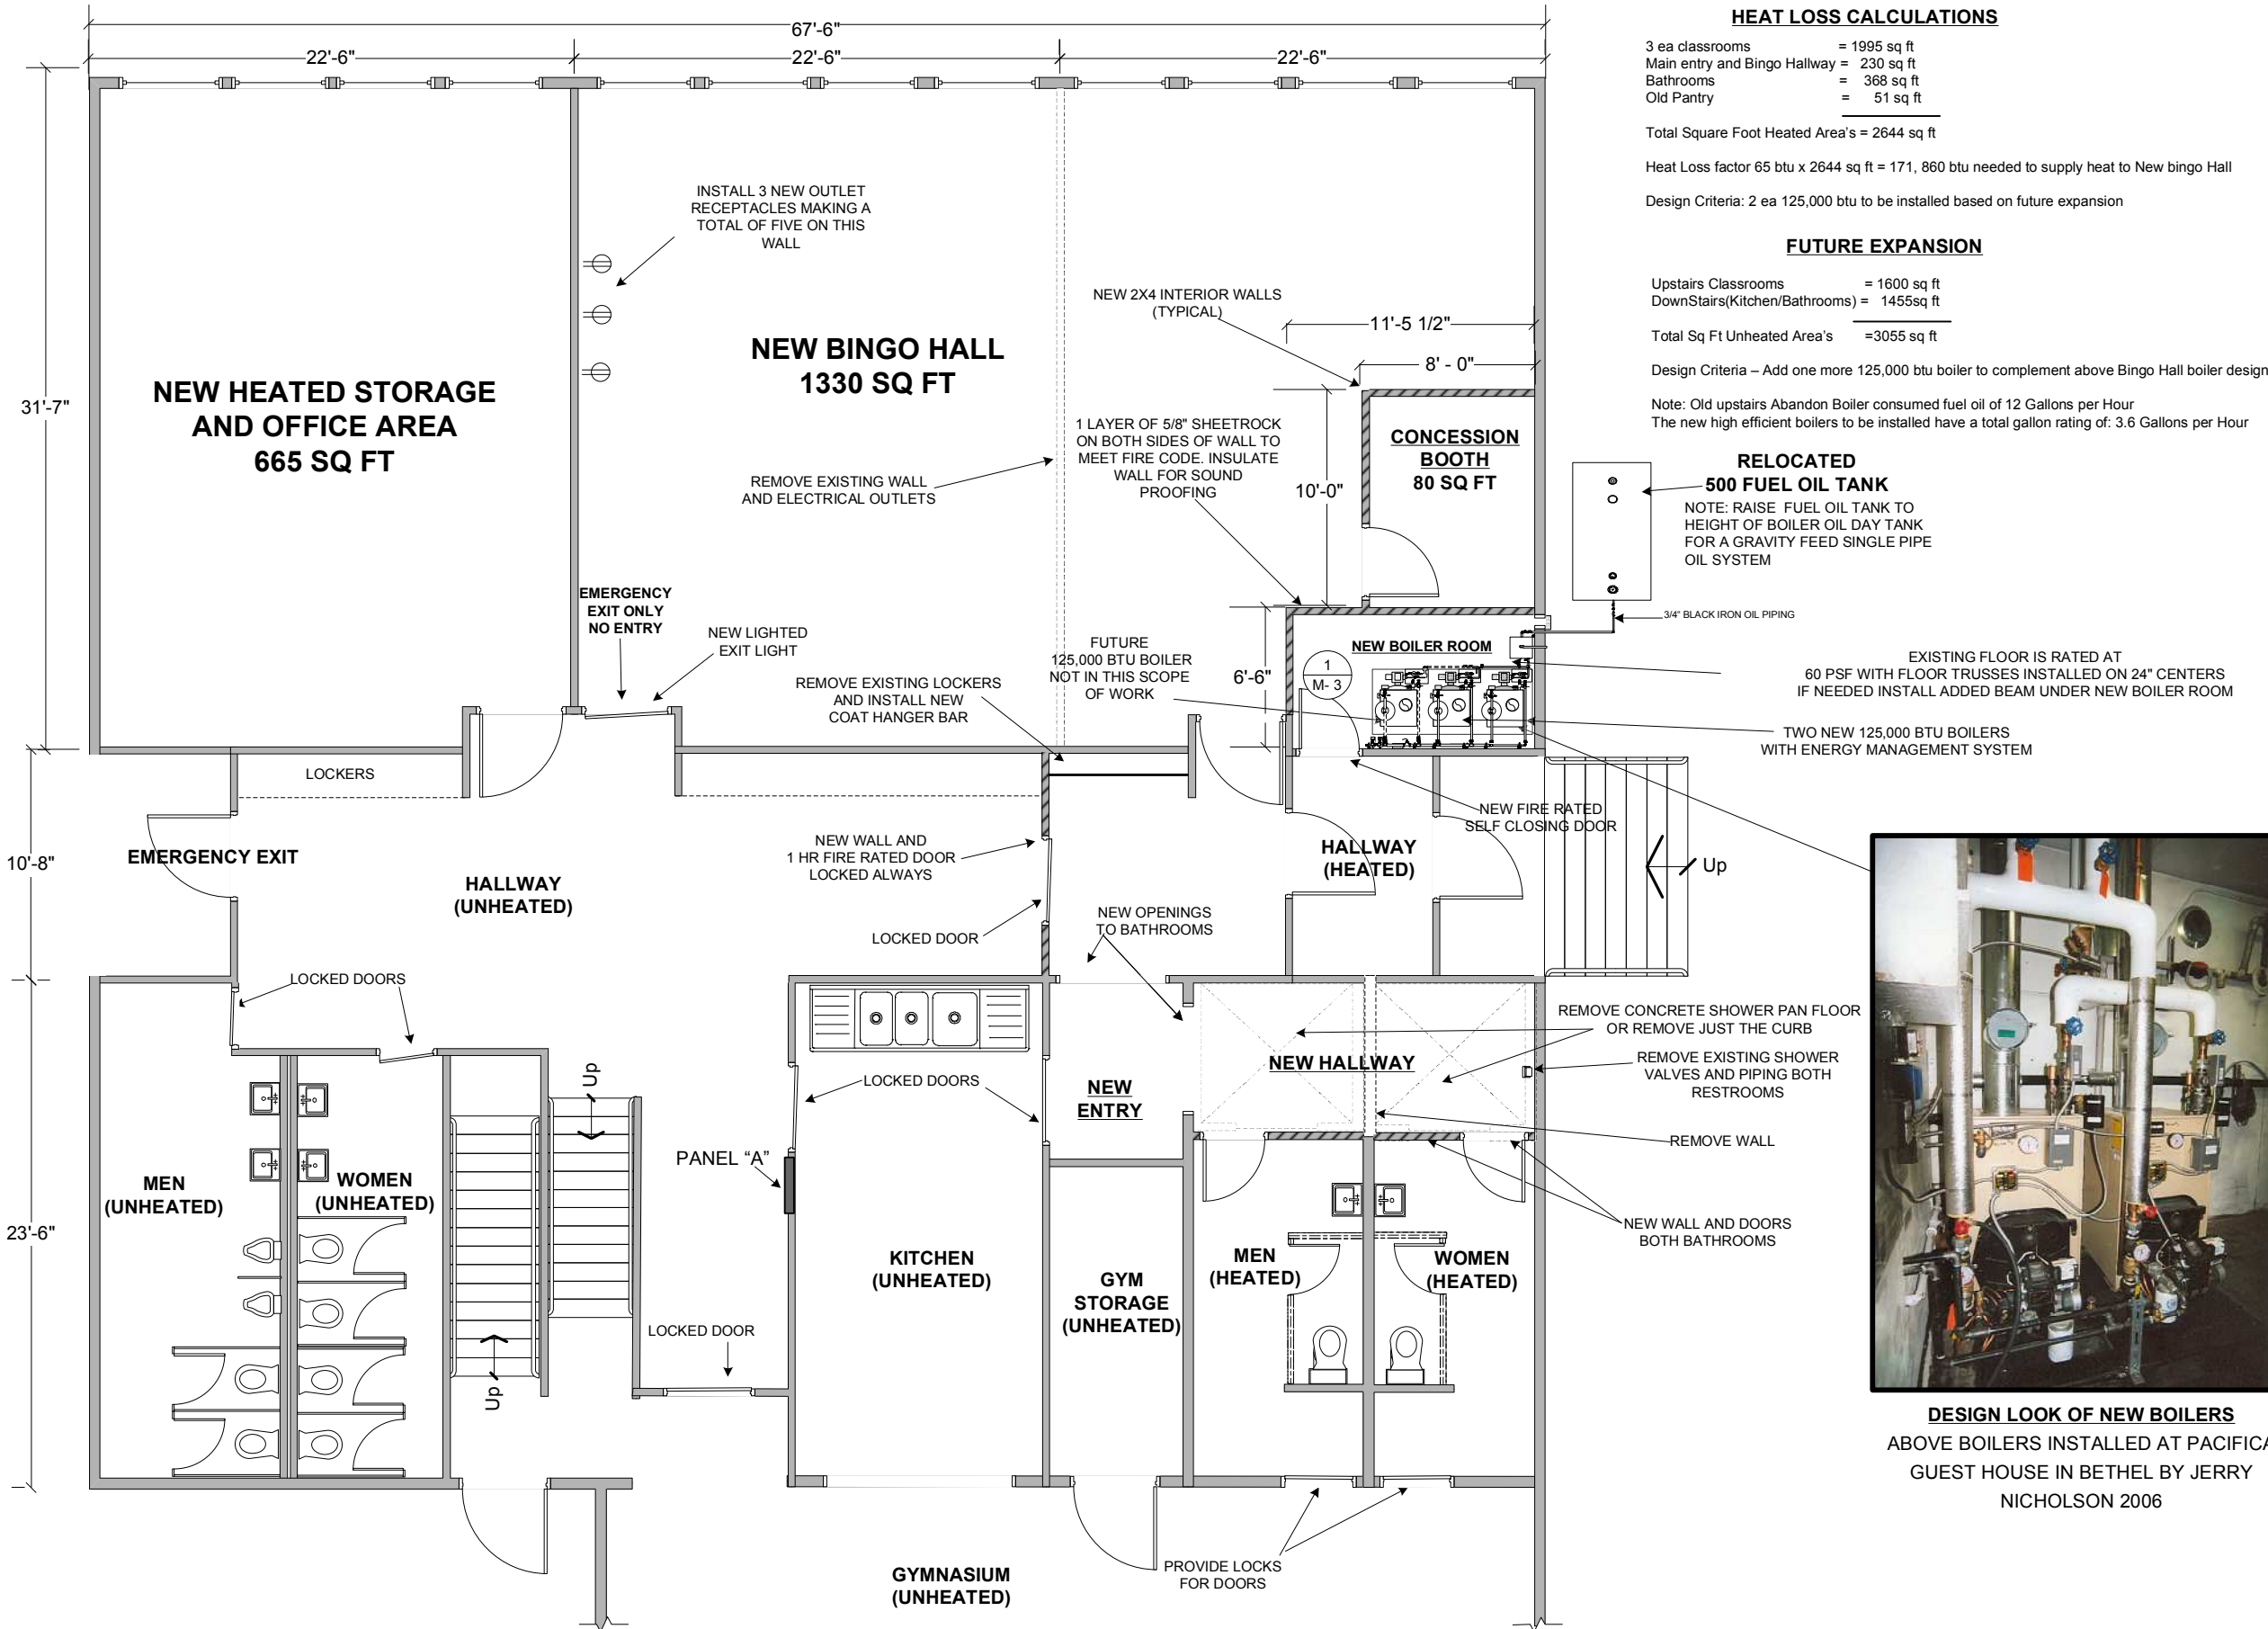 67'-6"
22'-6"
22'-6"
22'-6"
31'-7"
10'-8"
23'-6"
HEAT LOSS CALCULATIONS
3 ea classrooms = 1995 sq ft
Main entry and Bingo Hallway = 230 sq ft
Bathrooms = 368 sq ft
Old Pantry = 51 sq ft
Total Square Foot Heated Area's = 2644 sq ft
Heat Loss factor 65 btu x 2644 sq ft = 171, 860 btu needed to supply heat to New bingo Hall
Design Criteria: 2 ea 125,000 btu to be installed based on future expansion
FUTURE EXPANSION
Upstairs Classrooms = 1600 sq ft
DownStairs(Kitchen/Bathrooms) = 1455sq ft
Total Sq Ft Unheated Area's =3055 sq ft
Design Criteria – Add one more 125,000 btu boiler to complement above Bingo Hall boiler design
Note: Old upstairs Abandon Boiler consumed fuel oil of 12 Gallons per Hour
The new high efficient boilers to be installed have a total gallon rating of: 3.6 Gallons per Hour
RELOCATED
500 FUEL OIL TANK
NOTE: RAISE FUEL OIL TANK TO
HEIGHT OF BOILER OIL DAY TANK
FOR A GRAVITY FEED SINGLE PIPE
OIL SYSTEM
3/4" BLACK IRON OIL PIPING
EXISTING FLOOR IS RATED AT
60 PSF WITH FLOOR TRUSSES INSTALLED ON 24" CENTERS
IF NEEDED INSTALL ADDED BEAM UNDER NEW BOILER ROOM
TWO NEW 125,000 BTU BOILERS
WITH ENERGY MANAGEMENT SYSTEM
INSTALL 3 NEW OUTLET
RECEPTACLES MAKING A
TOTAL OF FIVE ON THIS
WALL
NEW HEATED STORAGE
AND OFFICE AREA
665 SQ FT
NEW BINGO HALL
1330 SQ FT
NEW 2X4 INTERIOR WALLS
(TYPICAL)
11'-5 1/2"
8' - 0"
10'-0"
6'-6"
1 LAYER OF 5/8" SHEETROCK
ON BOTH SIDES OF WALL TO
MEET FIRE CODE. INSULATE
WALL FOR SOUND
PROOFING
CONCESSION
BOOTH
80 SQ FT
REMOVE EXISTING WALL
AND ELECTRICAL OUTLETS
EMERGENCY
EXIT ONLY
NO ENTRY
NEW LIGHTED
EXIT LIGHT
REMOVE EXISTING LOCKERS
AND INSTALL NEW
COAT HANGER BAR
FUTURE
125,000 BTU BOILER
NOT IN THIS SCOPE
OF WORK
NEW BOILER ROOM
1
M- 3
LOCKERS
EMERGENCY EXIT
HALLWAY
(UNHEATED)
NEW WALL AND
1 HR FIRE RATED DOOR
LOCKED ALWAYS
LOCKED DOOR
NEW OPENINGS
TO BATHROOMS
HALLWAY
(HEATED)
NEW FIRE RATED
SELF CLOSING DOOR
Up
LOCKED DOORS
LOCKED DOORS
NEW
ENTRY
NEW HALLWAY
REMOVE CONCRETE SHOWER PAN FLOOR
OR REMOVE JUST THE CURB
REMOVE EXISTING SHOWER
VALVES AND PIPING BOTH
RESTROOMS
REMOVE WALL
NEW WALL AND DOORS
BOTH BATHROOMS
MEN
(UNHEATED)
WOMEN
(UNHEATED)
Up
Up
PANEL “A”
LOCKED DOOR
KITCHEN
(UNHEATED)
GYM
STORAGE
(UNHEATED)
MEN
(HEATED)
WOMEN
(HEATED)
PROVIDE LOCKS
FOR DOORS
GYMNASIUM
(UNHEATED)
DESIGN LOOK OF NEW BOILERS
ABOVE BOILERS INSTALLED AT PACIFICA
GUEST HOUSE IN BETHEL BY JERRY
NICHOLSON 2006